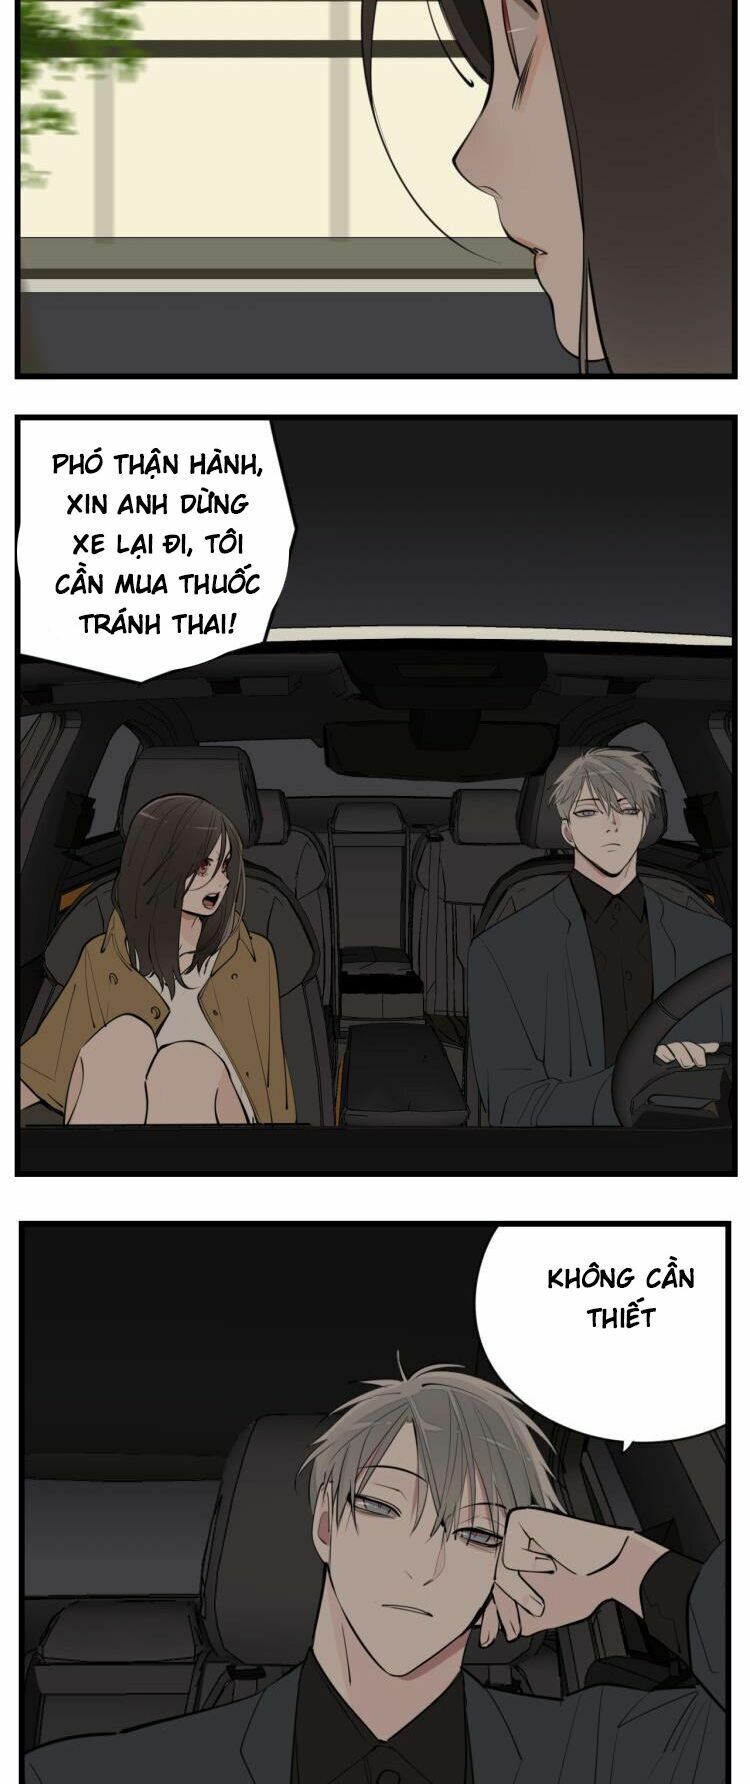 PHÓ THẬN HÀNH,
XIN ANH DỪNG
XE LẠI ĐI, TÔI
CẦN MUA THUỐC
TRÁNH THAI!
KHÔNG CẦN
THIẾT